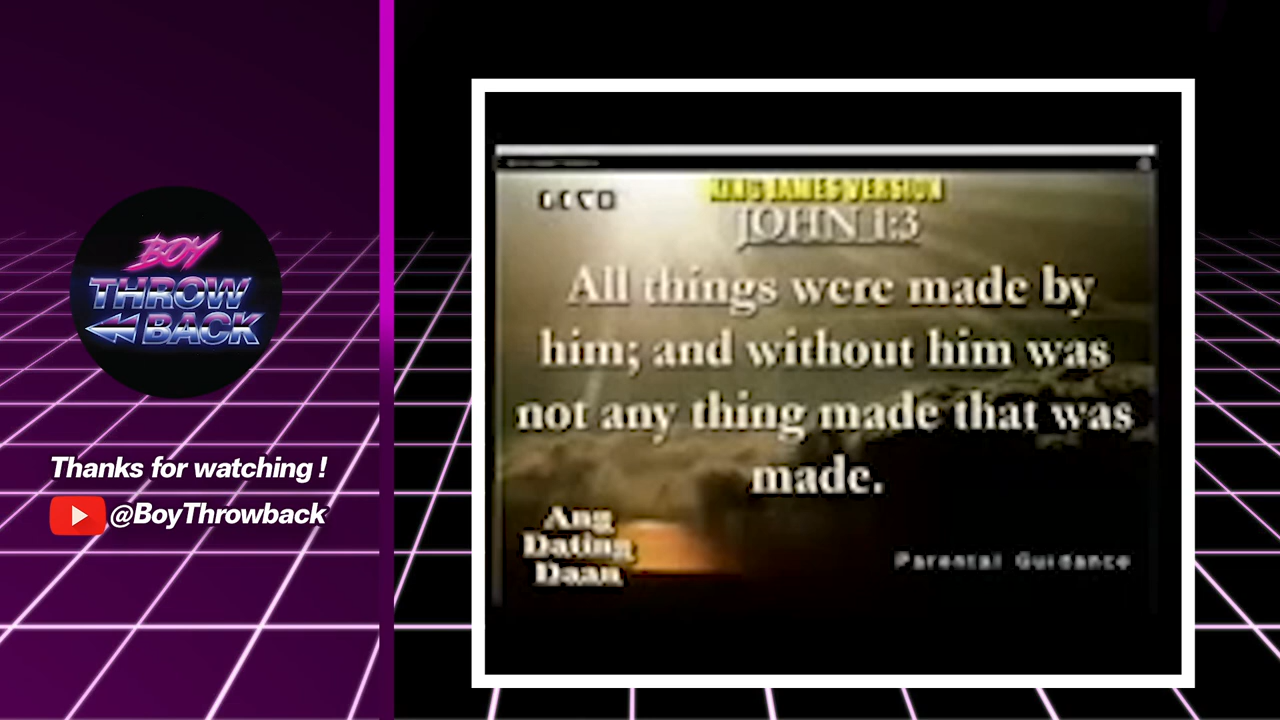 BOY
THROW
BACK
Thanks for watching !
@BoyThrowback
KING JAMES VERSION
JOHN 1:3
All things were made by
him; and without him was
not any thing made that was
made.
Ang
Dating
Daan
Parental Guidance